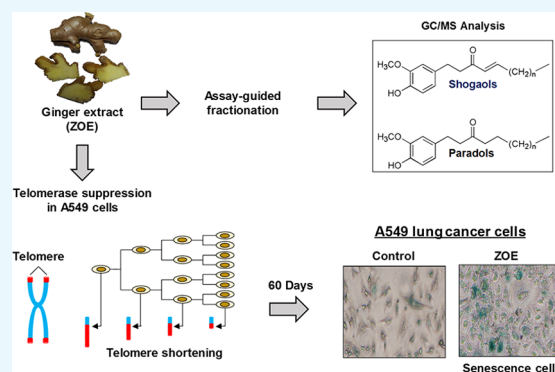 GC/MS Analysis
H₃CO
O
HO
(CH₂)n
Shogaols
H₃CO
O
HO
(CH₂)n
Paradols
Ginger extract
(ZOE)
Assay-guided
fractionation
Telomerase suppression
in A549 cells
Telomere
Telomere shortening
60 Days
A549 lung cancer cells
Control
ZOE
Senescence cell